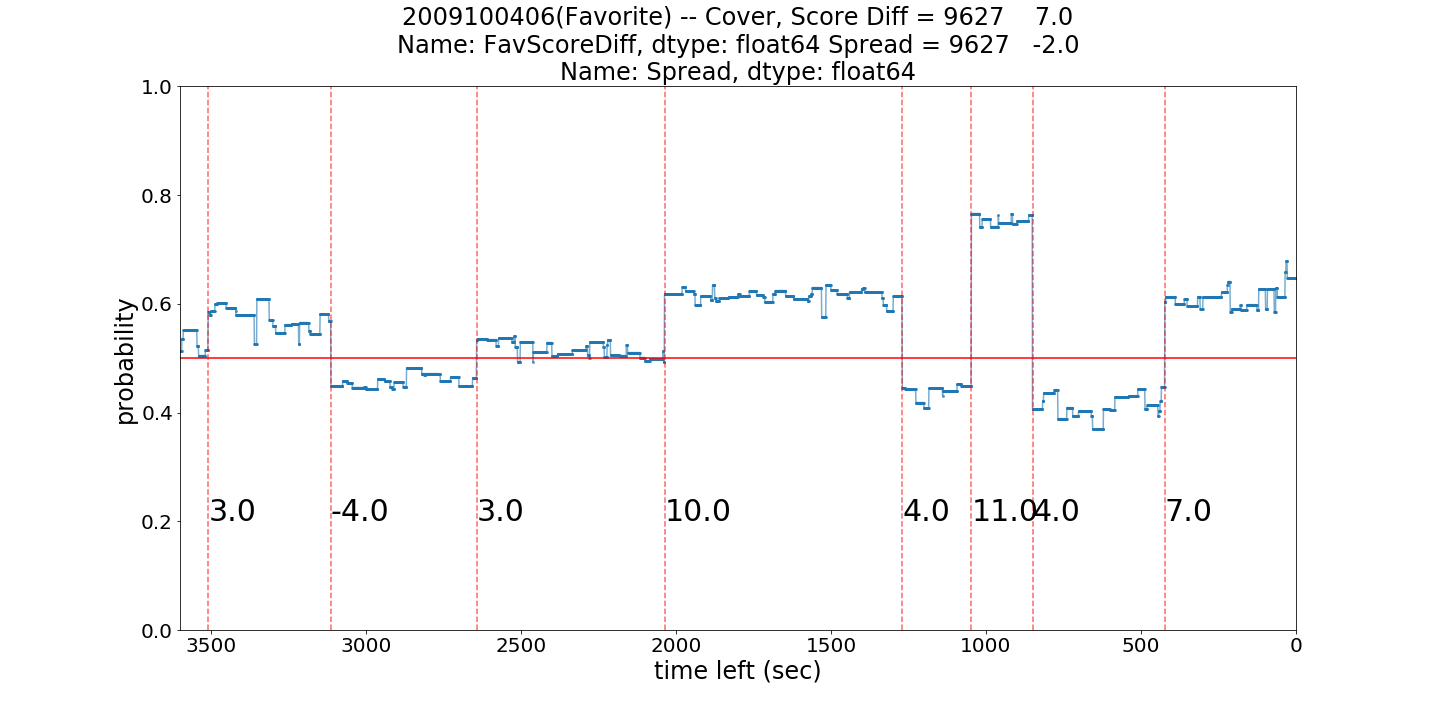 2009100406(Favorite) -- Cover, Score Diff = 9627    7.0
Name: FavScoreDiff, dtype: float64 Spread = 9627   -2.0
Name: Spread, dtype: float64
1.0
0.8
0.6
0.4
0.2
0.0
probability
3.0 -4.0 3.0 10.0 4.0 11.0 4.0 7.0
3500 3000 2500 2000 1500 1000 500 0
time left (sec)